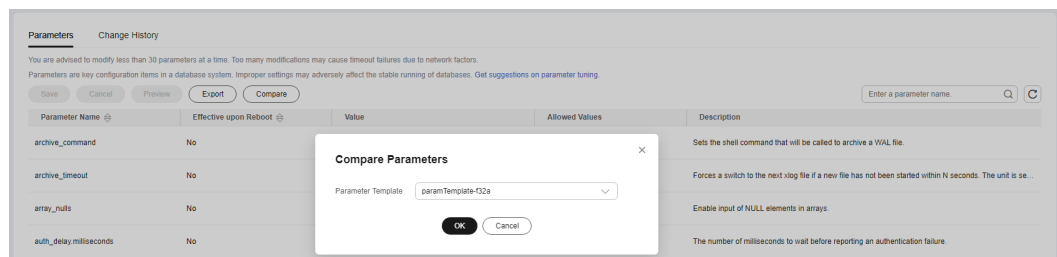 Parameters Change History
You are advised to modify less than 30 parameters at a time. Too many modifications may cause timeout failures due to network factors.
Parameters are key configuration items in a database system. Improper settings may adversely affect the stable running of databases. Get suggestions on parameter tuning.
Save Cancel Preview Export Compare Enter a parameter name.
Parameter Name Effective upon Reboot Value Allowed Values Description
archive_command No Sets the shell command that will be called to archive a WAL file.
Compare Parameters
archive_timeout No Forces a switch to the next xlog file if a new file has not been started within N seconds. The unit is se...
Parameter Template paramTemplate-f32a
array_nulls No Enable input of NULL elements in arrays.
OK Cancel
auth_delay.milliseconds No The number of milliseconds to wait before reporting an authentication failure.